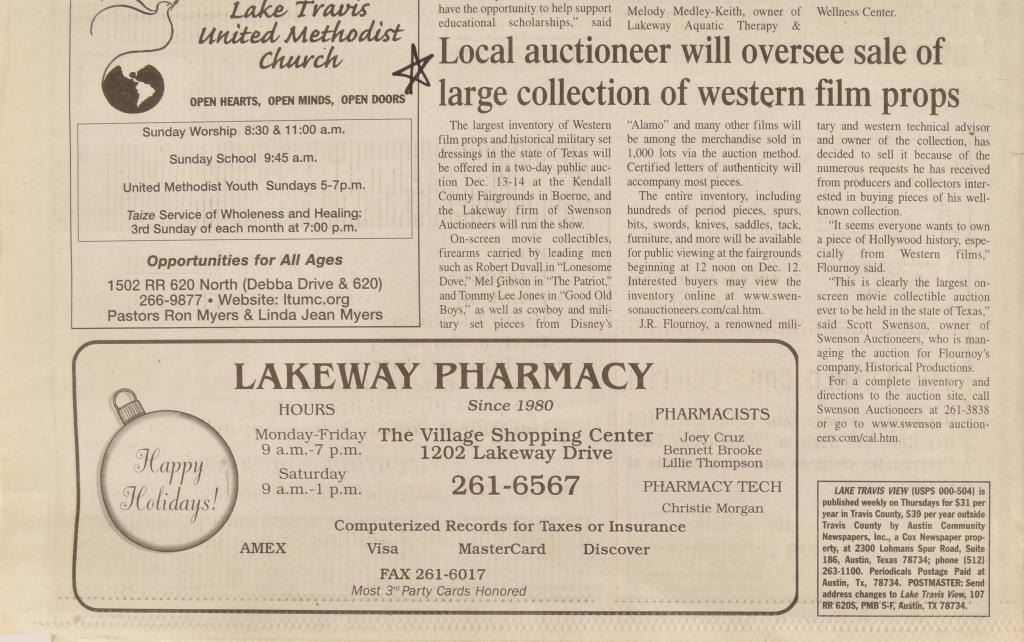 Lake Travis
United Methodist
Church
OPEN HEARTS, OPEN MINDS, OPEN DOORS
Sunday Worship 8:30 & 11:00 a.m.
Sunday School 9:45 a.m.
United Methodist Youth Sundays 5-7p.m.
Taize Service of Wholeness and Healing:
3rd Sunday of each month at 7:00 p.m.
Opportunities for All Ages
1502 RR 620 North (Debba Drive & 620)
266-9877 • Website: ltumc.org
Pastors Ron Myers & Linda Jean Myers
have the opportunity to help support
educational scholarships," said
Melody Medley-Keith, owner of
Lakeway Aquatic Therapy &
Wellness Center.
Local auctioneer will oversee sale of
large collection of western film props
The largest inventory of Western
film props and historical military set
dressings in the state of Texas will
be offered in a two-day public auc-
tion Dec. 13-14 at the Kendall
County Fairgrounds in Boerne, and
the Lakeway firm of Swenson
Auctioneers will run the show.
On-screen movie collectibles,
firearms carried by leading men
such as Robert Duvall in "Lonesome
Dove," Mel Gibson in "The Patriot,"
and Tommy Lee Jones in "Good Old
Boys," as well as cowboy and mili-
tary set pieces from Disney's
"Alamo" and many other films will
be among the merchandise sold in
1,000 lots via the auction method.
Certified letters of authenticity will
accompany most pieces.
The entire inventory, including
hundreds of period pieces, spurs,
bits, swords, knives, saddles, tack,
furniture, and more will be available
for public viewing at the fairgrounds
beginning at 12 noon on Dec. 12.
Interested buyers may view the
inventory online at www.swen-
sonauctioneers.com/cal.htm.
J.R. Flournoy, a renowned mili-
tary and western technical advisor
and owner of the collection, has
decided to sell it because of the
numerous requests he has received
from producers and collectors inter-
ested in buying pieces of his well-
known collection.
"It seems everyone wants to own
a piece of Hollywood history, espe-
cially from Western films,"
Flournoy said.
"This is clearly the largest on-
screen movie collectible auction
ever to be held in the state of Texas,"
said Scott Swenson, owner of
Swenson Auctioneers, who is man-
aging the auction for Flournoy's
company, Historical Productions.
For a complete inventory and
directions to the auction site, call
Swenson Auctioneers at 261-3838
or go to www.swenson auction-
eers.com/cal.htm.
LAKEWAY PHARMACY
Since 1980
HOURS
Monday-Friday
9 a.m.-7 p.m.
Saturday
9 a.m.-1 p.m.
Happy
Holidays!
The Village Shopping Center
1202 Lakeway Drive
261-6567
PHARMACISTS
Joey Cruz
Bennett Brooke
Lillie Thompson
PHARMACY TECH
Christie Morgan
Computerized Records for Taxes or Insurance
AMEX Visa MasterCard Discover
FAX 261-6017
Most 3rd Party Cards Honored
LAKE TRAVIS VIEW (USPS 000-504) is
published weekly on Thursdays for $31 per
year in Travis County, $39 per year outside
Travis County by Austin Community
Newspapers, Inc., a Cox Newspaper prop-
erty, at 2300 Lohmans Spur Road, Suite
186, Austin, Texas 78734; phone (512)
263-1100. Periodicals Postage Paid at
Austin, Tx, 78734. POSTMASTER: Send
address changes to Lake Travis View, 107
RR 620S, PMB 5-F, Austin, TX 78734.